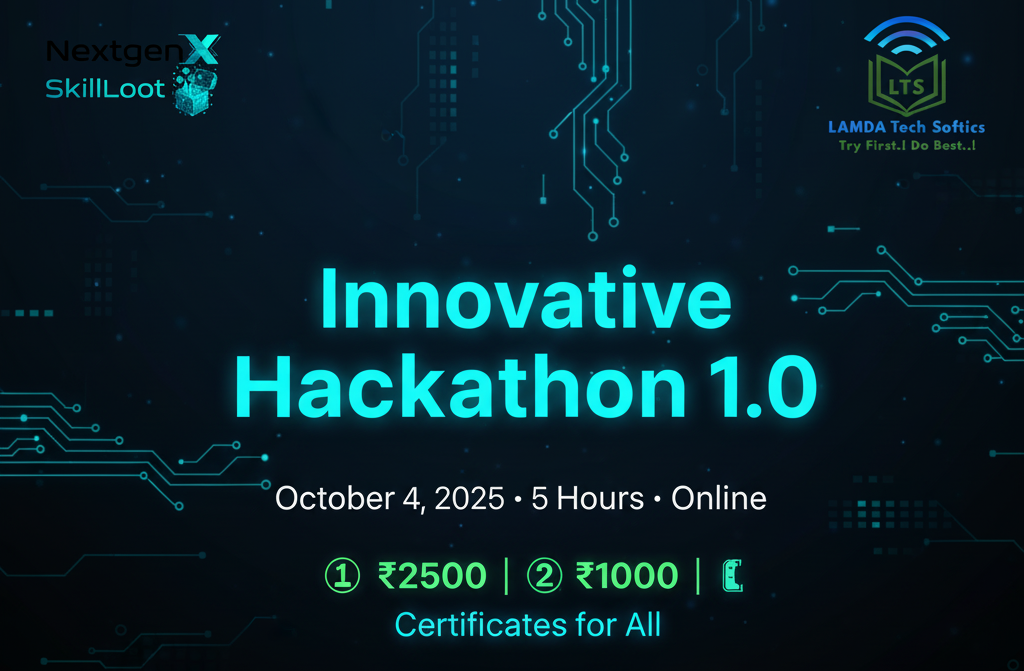 NextgenX
SkillLoot
LTS
LAMDA Tech Softics
Try First.! Do Best..!
Innovative
Hackathon 1.0
October 4, 2025 • 5 Hours • Online
① ₹2500 | ② ₹1000 |
Certificates for All